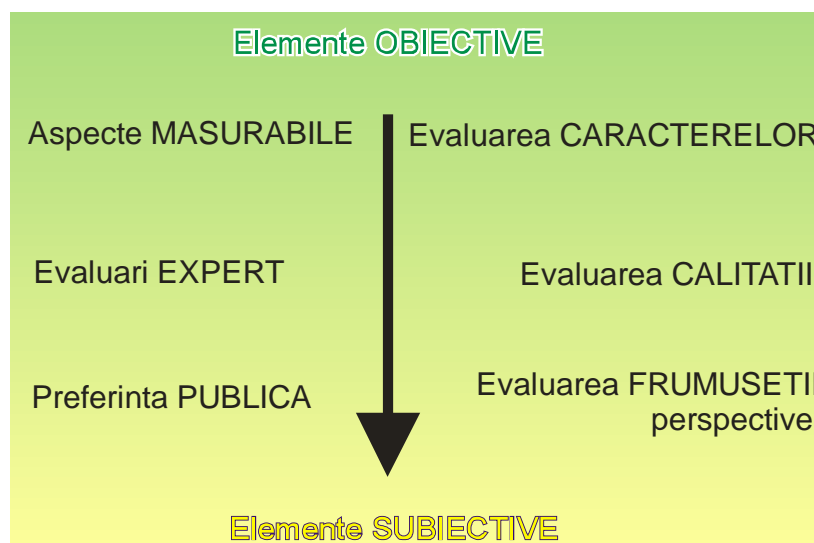 Elemente OBIECTIVE
Aspecte MASURABILE
Evaluarea CARACTERELOR
Evaluari EXPERT
Evaluarea CALITATII
Preferinta PUBLICA
Evaluarea FRUMUSETII
perspective
Elemente SUBIECTIVE